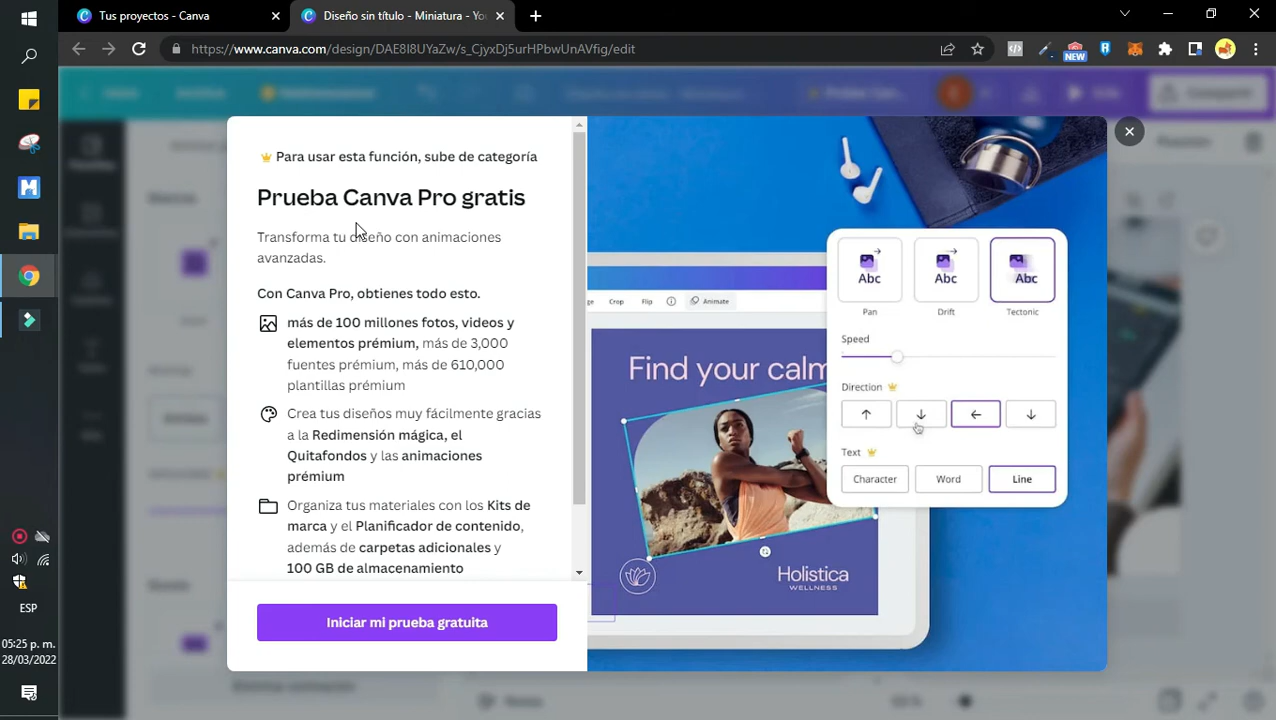 Tus proyectos - Canva
Diseño sin título - Miniatura - You
https://www.canva.com/design/DAE8I8UYaZw/s_CjyxDj5urHPbwUnAVfig/edit
NEW
Para usar esta función, sube de categoría
Prueba Canva Pro gratis
Transforma tu diseño con animaciones
avanzadas.
Con Canva Pro, obtienes todo esto.
más de 100 millones fotos, videos y
elementos prémium, más de 3,000
fuentes prémium, más de 610,000
plantillas prémium
Crea tus diseños muy fácilmente gracias
a la Redimensión mágica, el
Quitafondos y las animaciones
prémium
Organiza tus materiales con los Kits de
marca y el Planificador de contenido,
además de carpetas adicionales y
100 GB de almacenamiento
Iniciar mi prueba gratuita
Crop
Flip
Animate
Find your calm
Holistica
WELLNESS
Abc
Abc
Abc
Pan
Drift
Tectonic
Speed
Direction
Text
Character
Word
Line
ESP
05:25 p. m.
28/03/2022